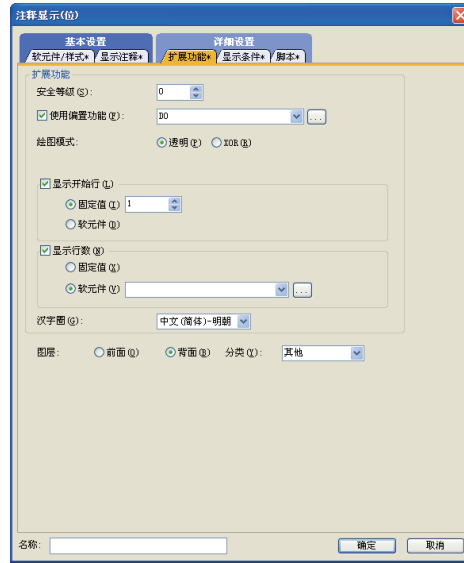 注释显示(位)
基本设置 详细设置
软元件/样式* 显示注释* 扩展功能* 显示条件* 脚本*
扩展功能
安全等级(S): 0
使用偏置功能(F): D0 ...
绘图模式: 透明(P) XOR(R)
显示开始行(L)
固定值(I) 1
软元件(D)
显示行数(N)
固定值(X)
软元件(V) ...
汉字圈(G): 中文(简体)-明朝
图层: 前面(O) 背面(B) 分类(Y): 其他
名称: 确定 取消